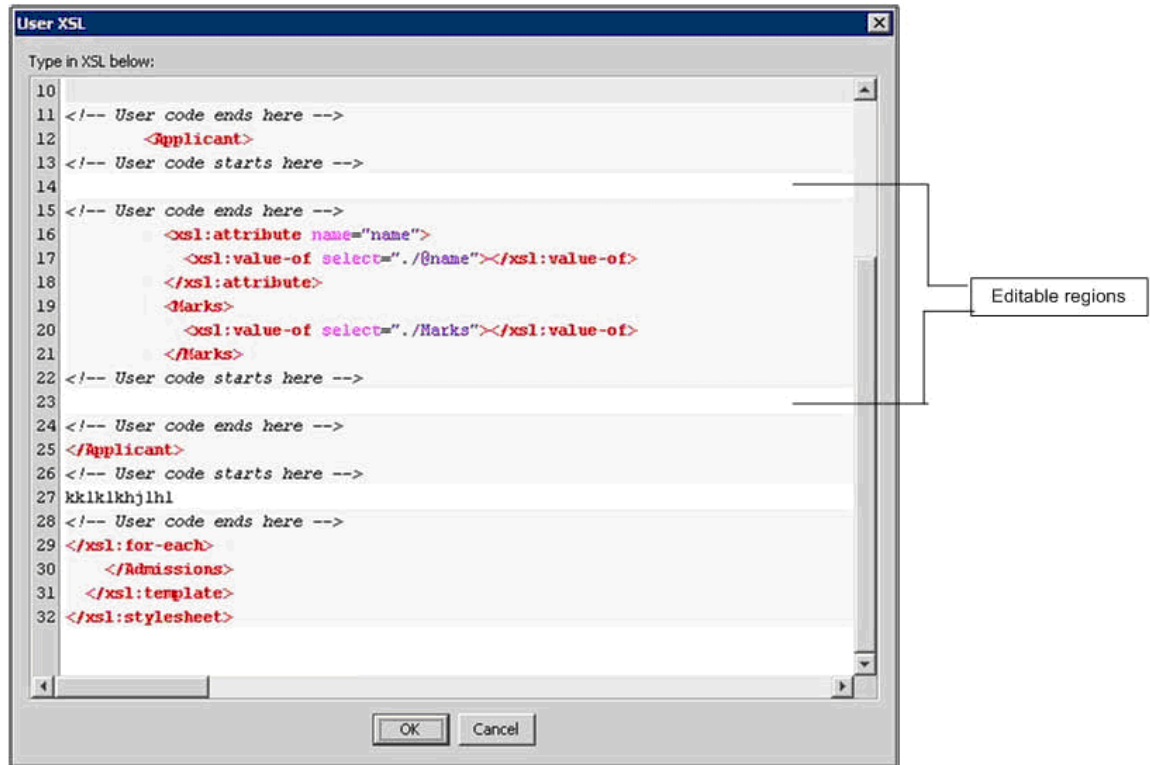 User XSL
Type in XSL below:
10
11 <!-- User code ends here -->
12 <Applicant>
13 <!-- User code starts here -->
14
15 <!-- User code ends here -->
16 <xsl:attribute name="name">
17 <xsl:value-of select="./@name"></xsl:value-of>
18 </xsl:attribute>
19 <Marks>
20 <xsl:value-of select="./Marks"></xsl:value-of>
21 </Marks>
22 <!-- User code starts here -->
23
24 <!-- User code ends here -->
25 </Applicant>
26 <!-- User code starts here -->
27 kklklkhjlhl
28 <!-- User code ends here -->
29 </xsl:for-each>
30 </Admissions>
31 </xsl:template>
32 </xsl:stylesheet>
Editable regions
OK Cancel